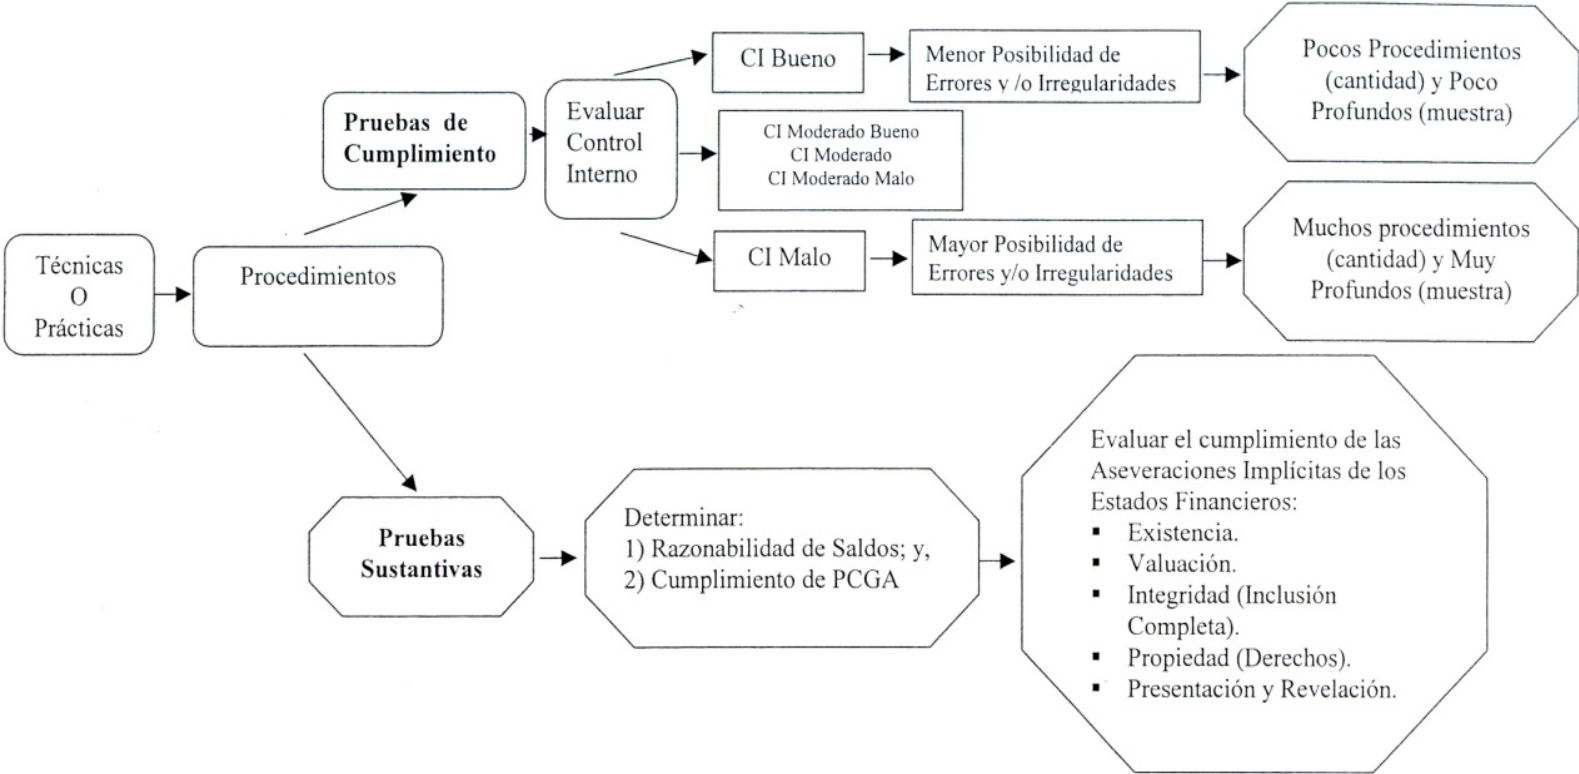 Técnicas
O
Prácticas
Procedimientos
Pruebas de
Cumplimiento
Evaluar
Control
Interno
CI Bueno
Menor Posibilidad de
Errores y /o Irregularidades
Pocos Procedimientos
(cantidad) y Poco
Profundos (muestra)
CI Moderado Bueno
CI Moderado
CI Moderado Malo
CI Malo
Mayor Posibilidad de
Errores y/o Irregularidades
Muchos procedimientos
(cantidad) y Muy
Profundos (muestra)
Pruebas
Sustantivas
Determinar:
1) Razonabilidad de Saldos; y,
2) Cumplimiento de PCGA
Evaluar el cumplimiento de las
Aseveraciones Implícitas de los
Estados Financieros:
▪ Existencia.
▪ Valuación.
▪ Integridad (Inclusión
Completa).
▪ Propiedad (Derechos).
▪ Presentación y Revelación.